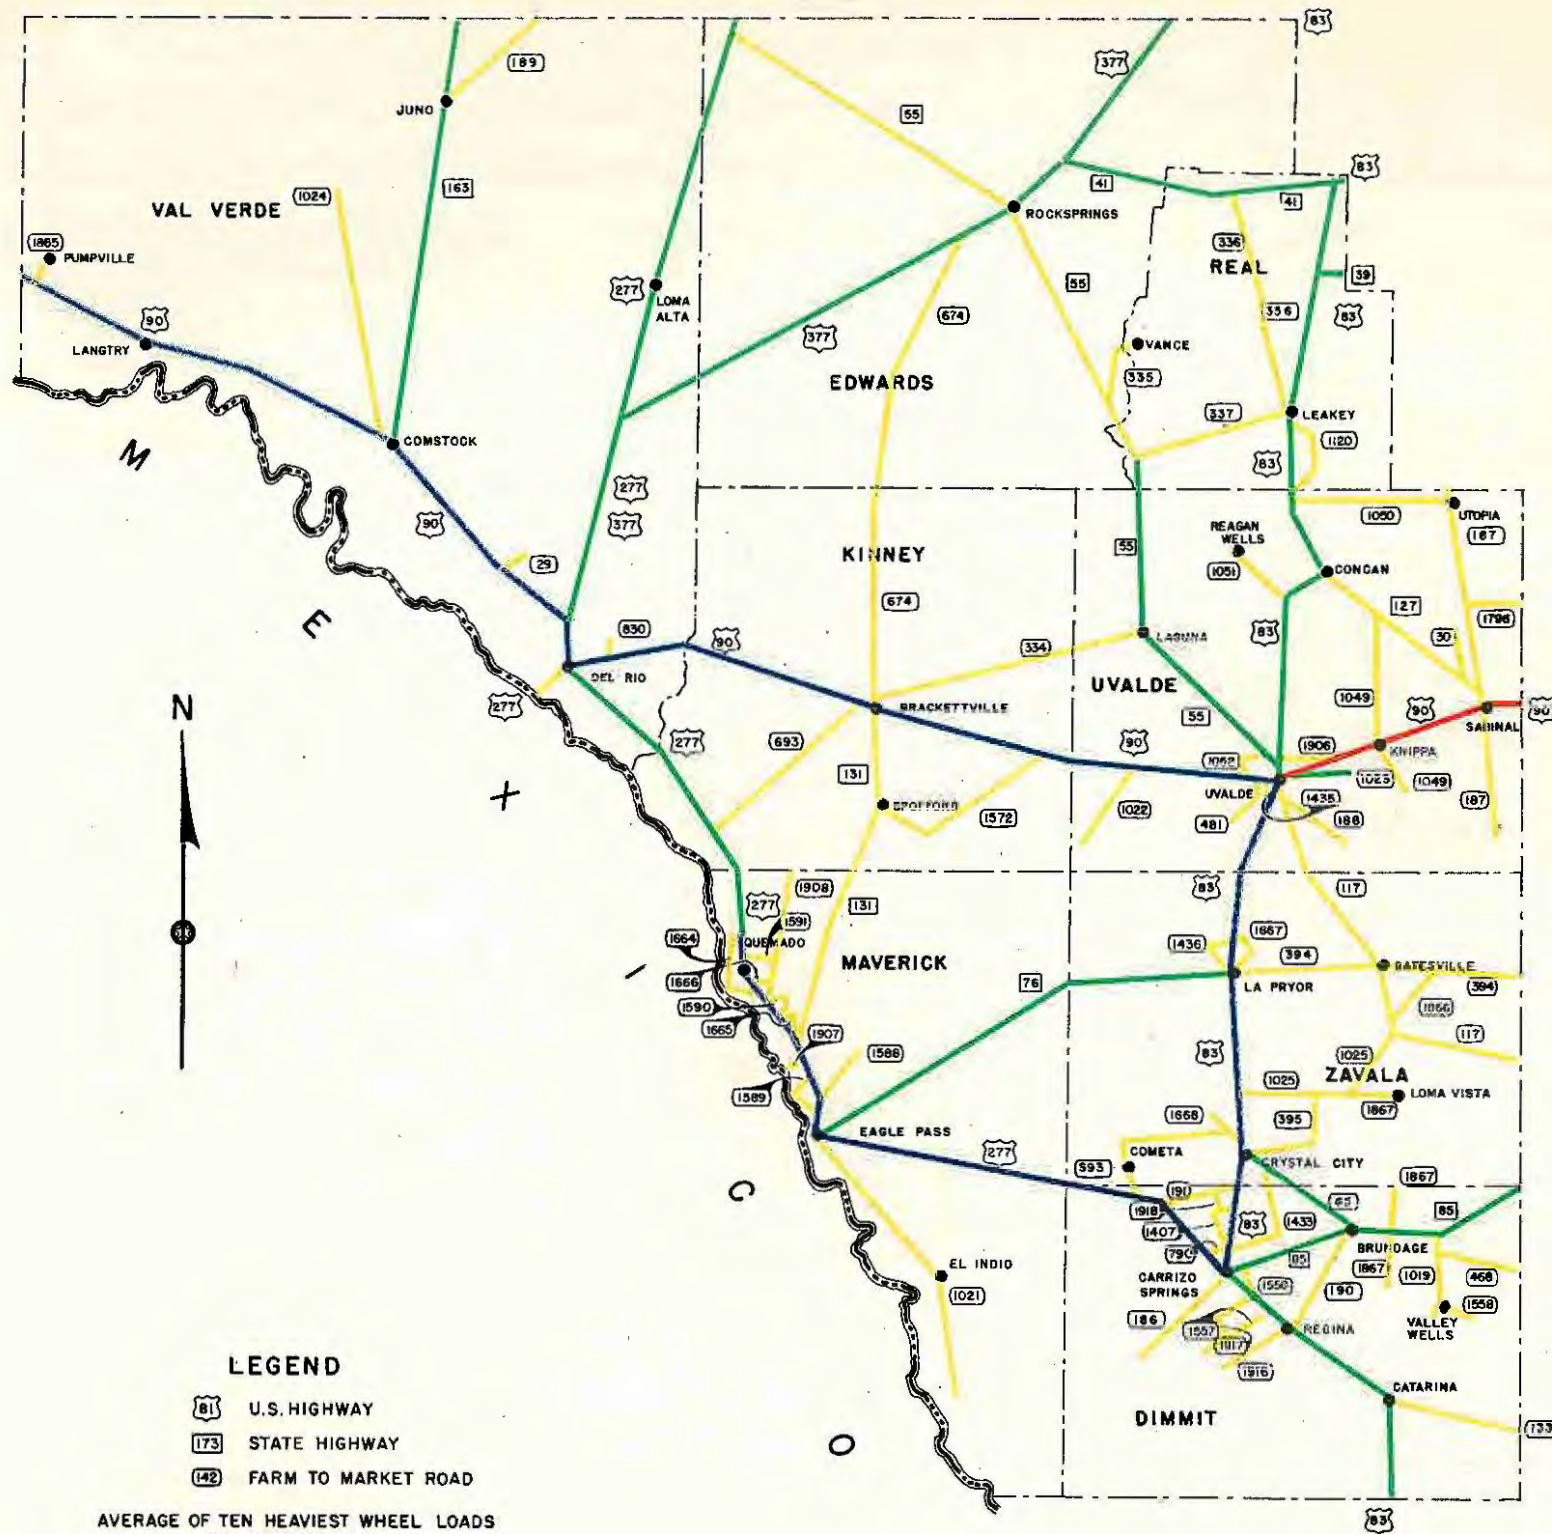 83
189
377
JUNO
55
163
83
1024
41
VAL VERDE
ROCKSPRINGS
41
336
1865
PUMPVILLE
REAL
39
55
277
LOMA
ALTA
674
336
83
90
377
LANGTRY
VANCE
335
EDWARDS
337
LEAKEY
M
COMSTOCK
1120
83
277
90
377
1050
UTOPIA
187
REAGAN
WELLS
KINNEY
55
29
1051
CONCAN
674
127
E
1796
830
90
334
LAGUNA
83
30
DEL RIO
UVALDE
1049
277
N
BRACKETTVILLE
55
90
90
SABINAL
277
693
90
1906
KNIPPA
1052
131
1023
1049
X
SPOFFORD
UVALDE
1435
187
1572
1022
481
188
1908
83
117
277
131
1591
1664
QUEMADO
1436
1667
394
MAVERICK
BATESVILLE
I
1666
76
LA PRYOR
394
1590
1866
1665
1907
117
1588
83
1025
ZAVALA
1589
1025
LOMA VISTA
1867
395
1668
EAGLE PASS
277
COMETA
393
CRYSTAL CITY
1867
C
191
65
85
1918
83
1433
1407
BRUNDAGE
790
85
EL INDIO
CARRIZO
SPRINGS
1867
1019
468
1021
1556
190
1558
186
1557
REGINA
VALLEY
WELLS
1917
1916
LEGEND
CATARINA
81 U.S. HIGHWAY
DIMMIT
133
173 STATE HIGHWAY
O
142 FARM TO MARKET ROAD
AVERAGE OF TEN HEAVIEST WHEEL LOADS
83